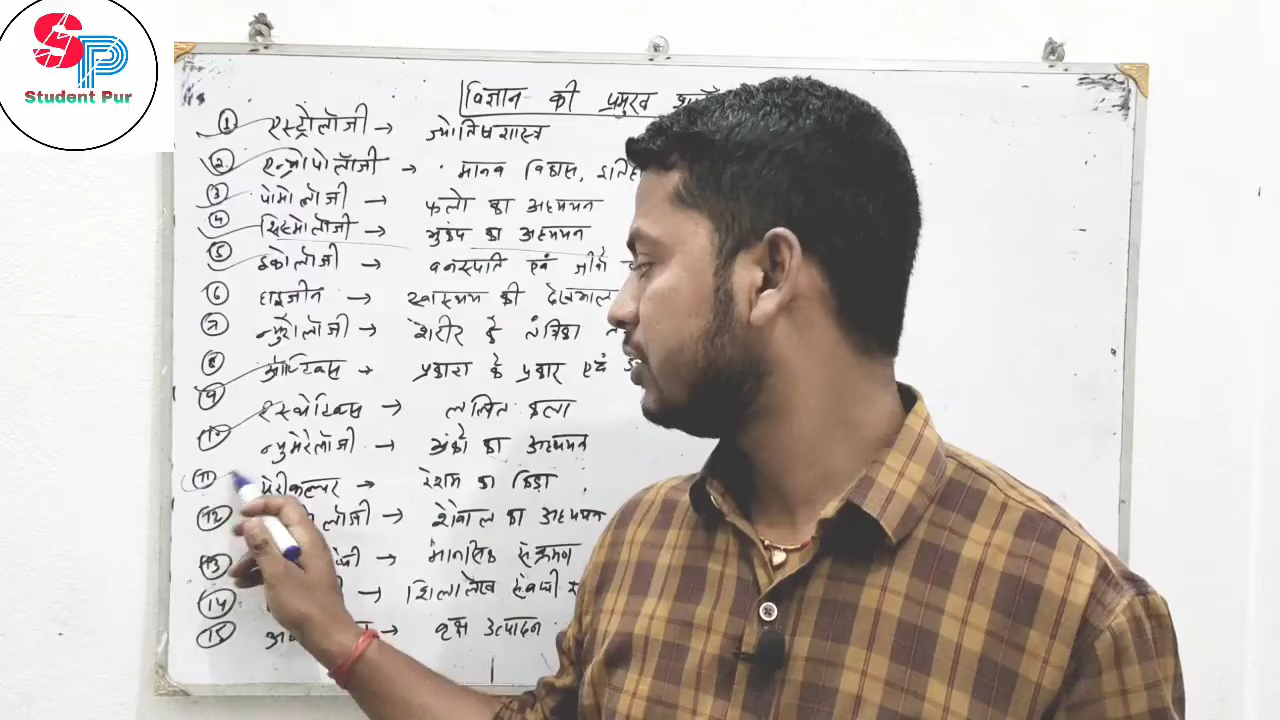 SP
Student Pur
विज्ञान की प्रमुख
1 एस्ट्रोलॉजी → ज्योतिषशास्त्र
2 एन्थ्रोपोलॉजी → मानव विकास,
3 पोमोलॉजी → फलो का अध्ययन
4 सिस्मोलॉजी → भुकंप का अध्ययन
5 इकोलॉजी → वनस्पति एवं
6 हाइजीन → स्वास्थय की देखभाल
7 न्युरोलॉजी → शरीर के तंत्रिका
8 ऑप्टिक्स → प्रकाश के प्रकार एवं
9 एस्थेटिक्स → ललित कला
10 न्युमेरोलॉजी → अंको का अध्ययन
11 सेरीकल्चर → रेशम का किड़ा
12 लॉजी → शैवाल का अध्ययन
13 → मानसिक संक्रमण
14 → शिलालेख संबंधी
15 → वृक्ष उत्पादन